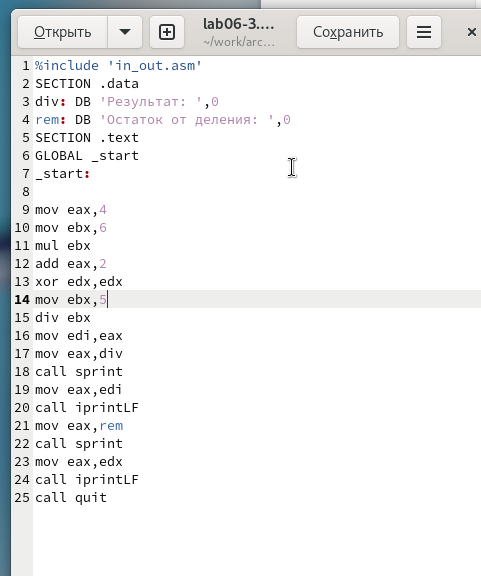 Открыть
lab06-3....
~/work/arc...
Сохранить
1 %include 'in_out.asm'
2 SECTION .data
3 div: DB 'Результат: ',0
4 rem: DB 'Остаток от деления: ',0
5 SECTION .text
6 GLOBAL _start
7 _start:
8
9 mov eax,4
10 mov ebx,6
11 mul ebx
12 add eax,2
13 xor edx,edx
14 mov ebx,5
15 div ebx
16 mov edi,eax
17 mov eax,div
18 call sprint
19 mov eax,edi
20 call iprintLF
21 mov eax,rem
22 call sprint
23 mov eax,edx
24 call iprintLF
25 call quit